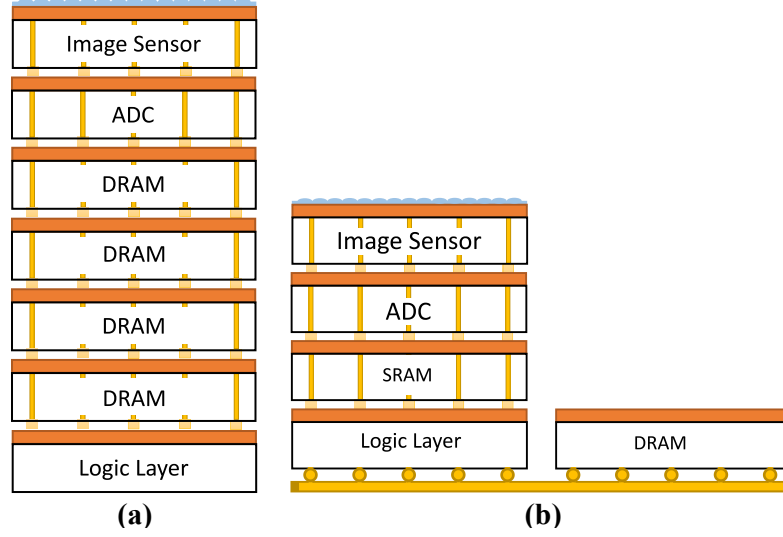 Image Sensor
ADC
DRAM
DRAM
DRAM
DRAM
Logic Layer
(a)
Image Sensor
ADC
SRAM
Logic Layer
DRAM
(b)